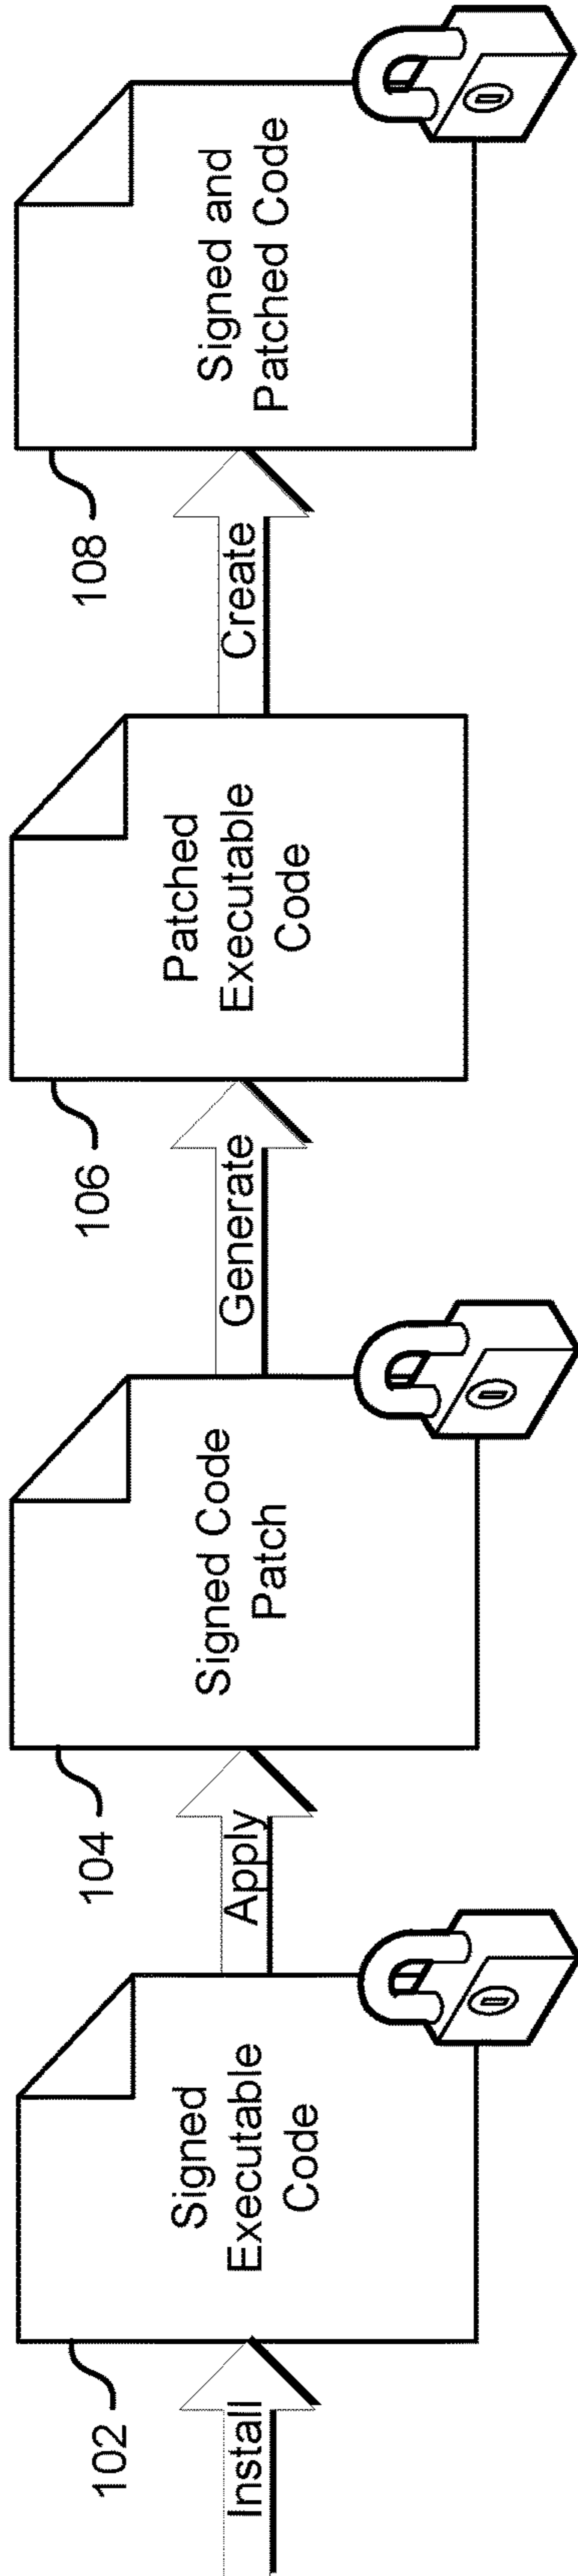 Install
102
Signed
Executable
Code
Apply
104
Signed Code
Patch
Generate
106
Patched
Executable
Code
Create
108
Signed and
Patched Code